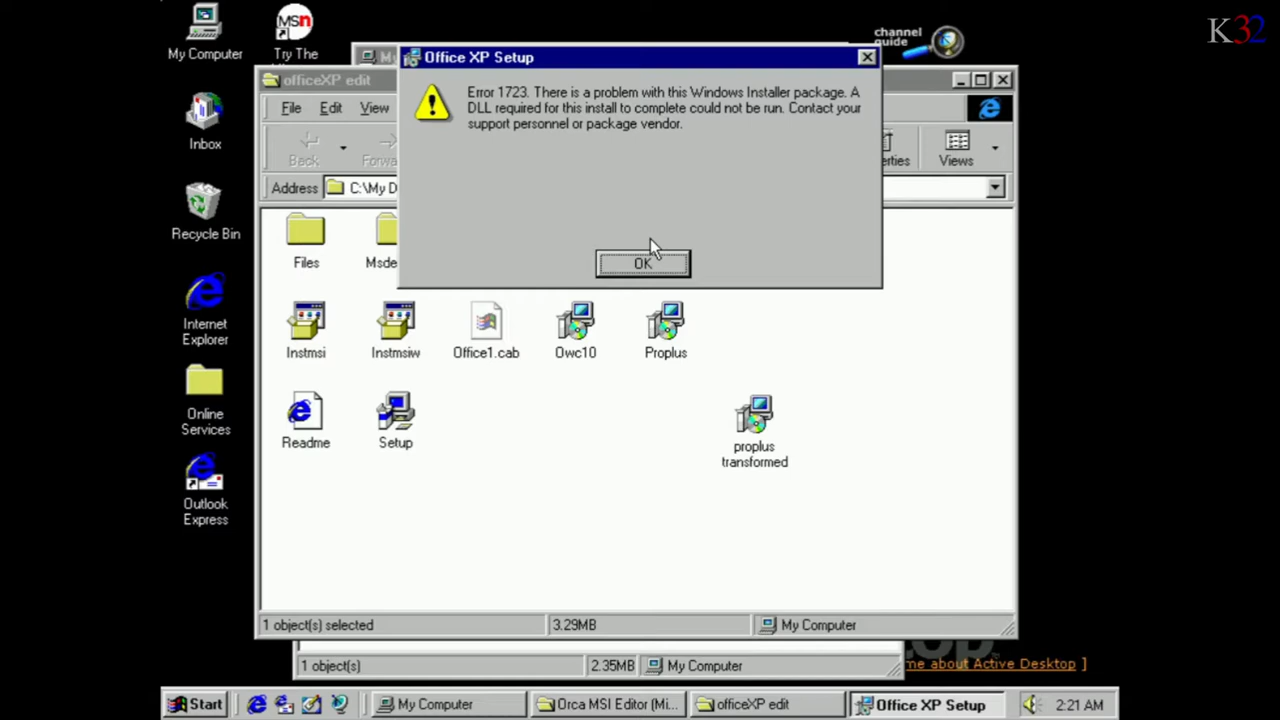 My Computer
MSn
Try The
channel
guide
K32
Office XP Setup
Error 1723. There is a problem with this Windows Installer package. A
DLL required for this install to complete could not be run. Contact your
support personnel or package vendor.
OK
officeXP edit
File Edit View
Back
Views
Address C:\My D
Inbox
Recycle Bin
Internet
Explorer
Online
Services
Outlook
Express
Files
Instmsi
Instmsiw
Office1.cab
Owc10
Proplus
Readme
Setup
proplus
transformed
1 object(s) selected
3.29MB
My Computer
1 object(s)
2.35MB
My Computer
me about Active Desktop ]
Start
My Computer
Orca MSI Editor (Mi...
officeXP edit
Office XP Setup
2:21 AM